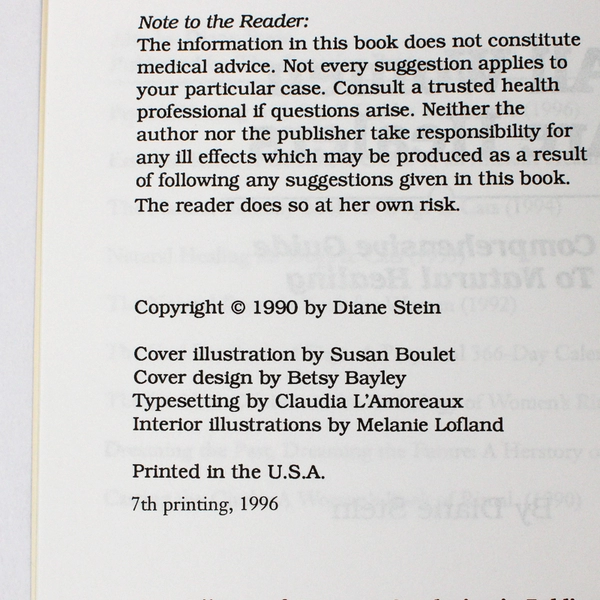 Note to the Reader:
The information in this book does not constitute
medical advice. Not every suggestion applies to
your particular case. Consult a trusted health
professional if questions arise. Neither the
author nor the publisher take responsibility for
any ill effects which may be produced as a result
of following any suggestions given in this book.
The reader does so at her own risk.
Copyright © 1990 by Diane Stein
Cover illustration by Susan Boulet
Cover design by Betsy Bayley
Typesetting by Claudia L'Amoreaux
Interior illustrations by Melanie Lofland
Printed in the U.S.A.
7th printing, 1996